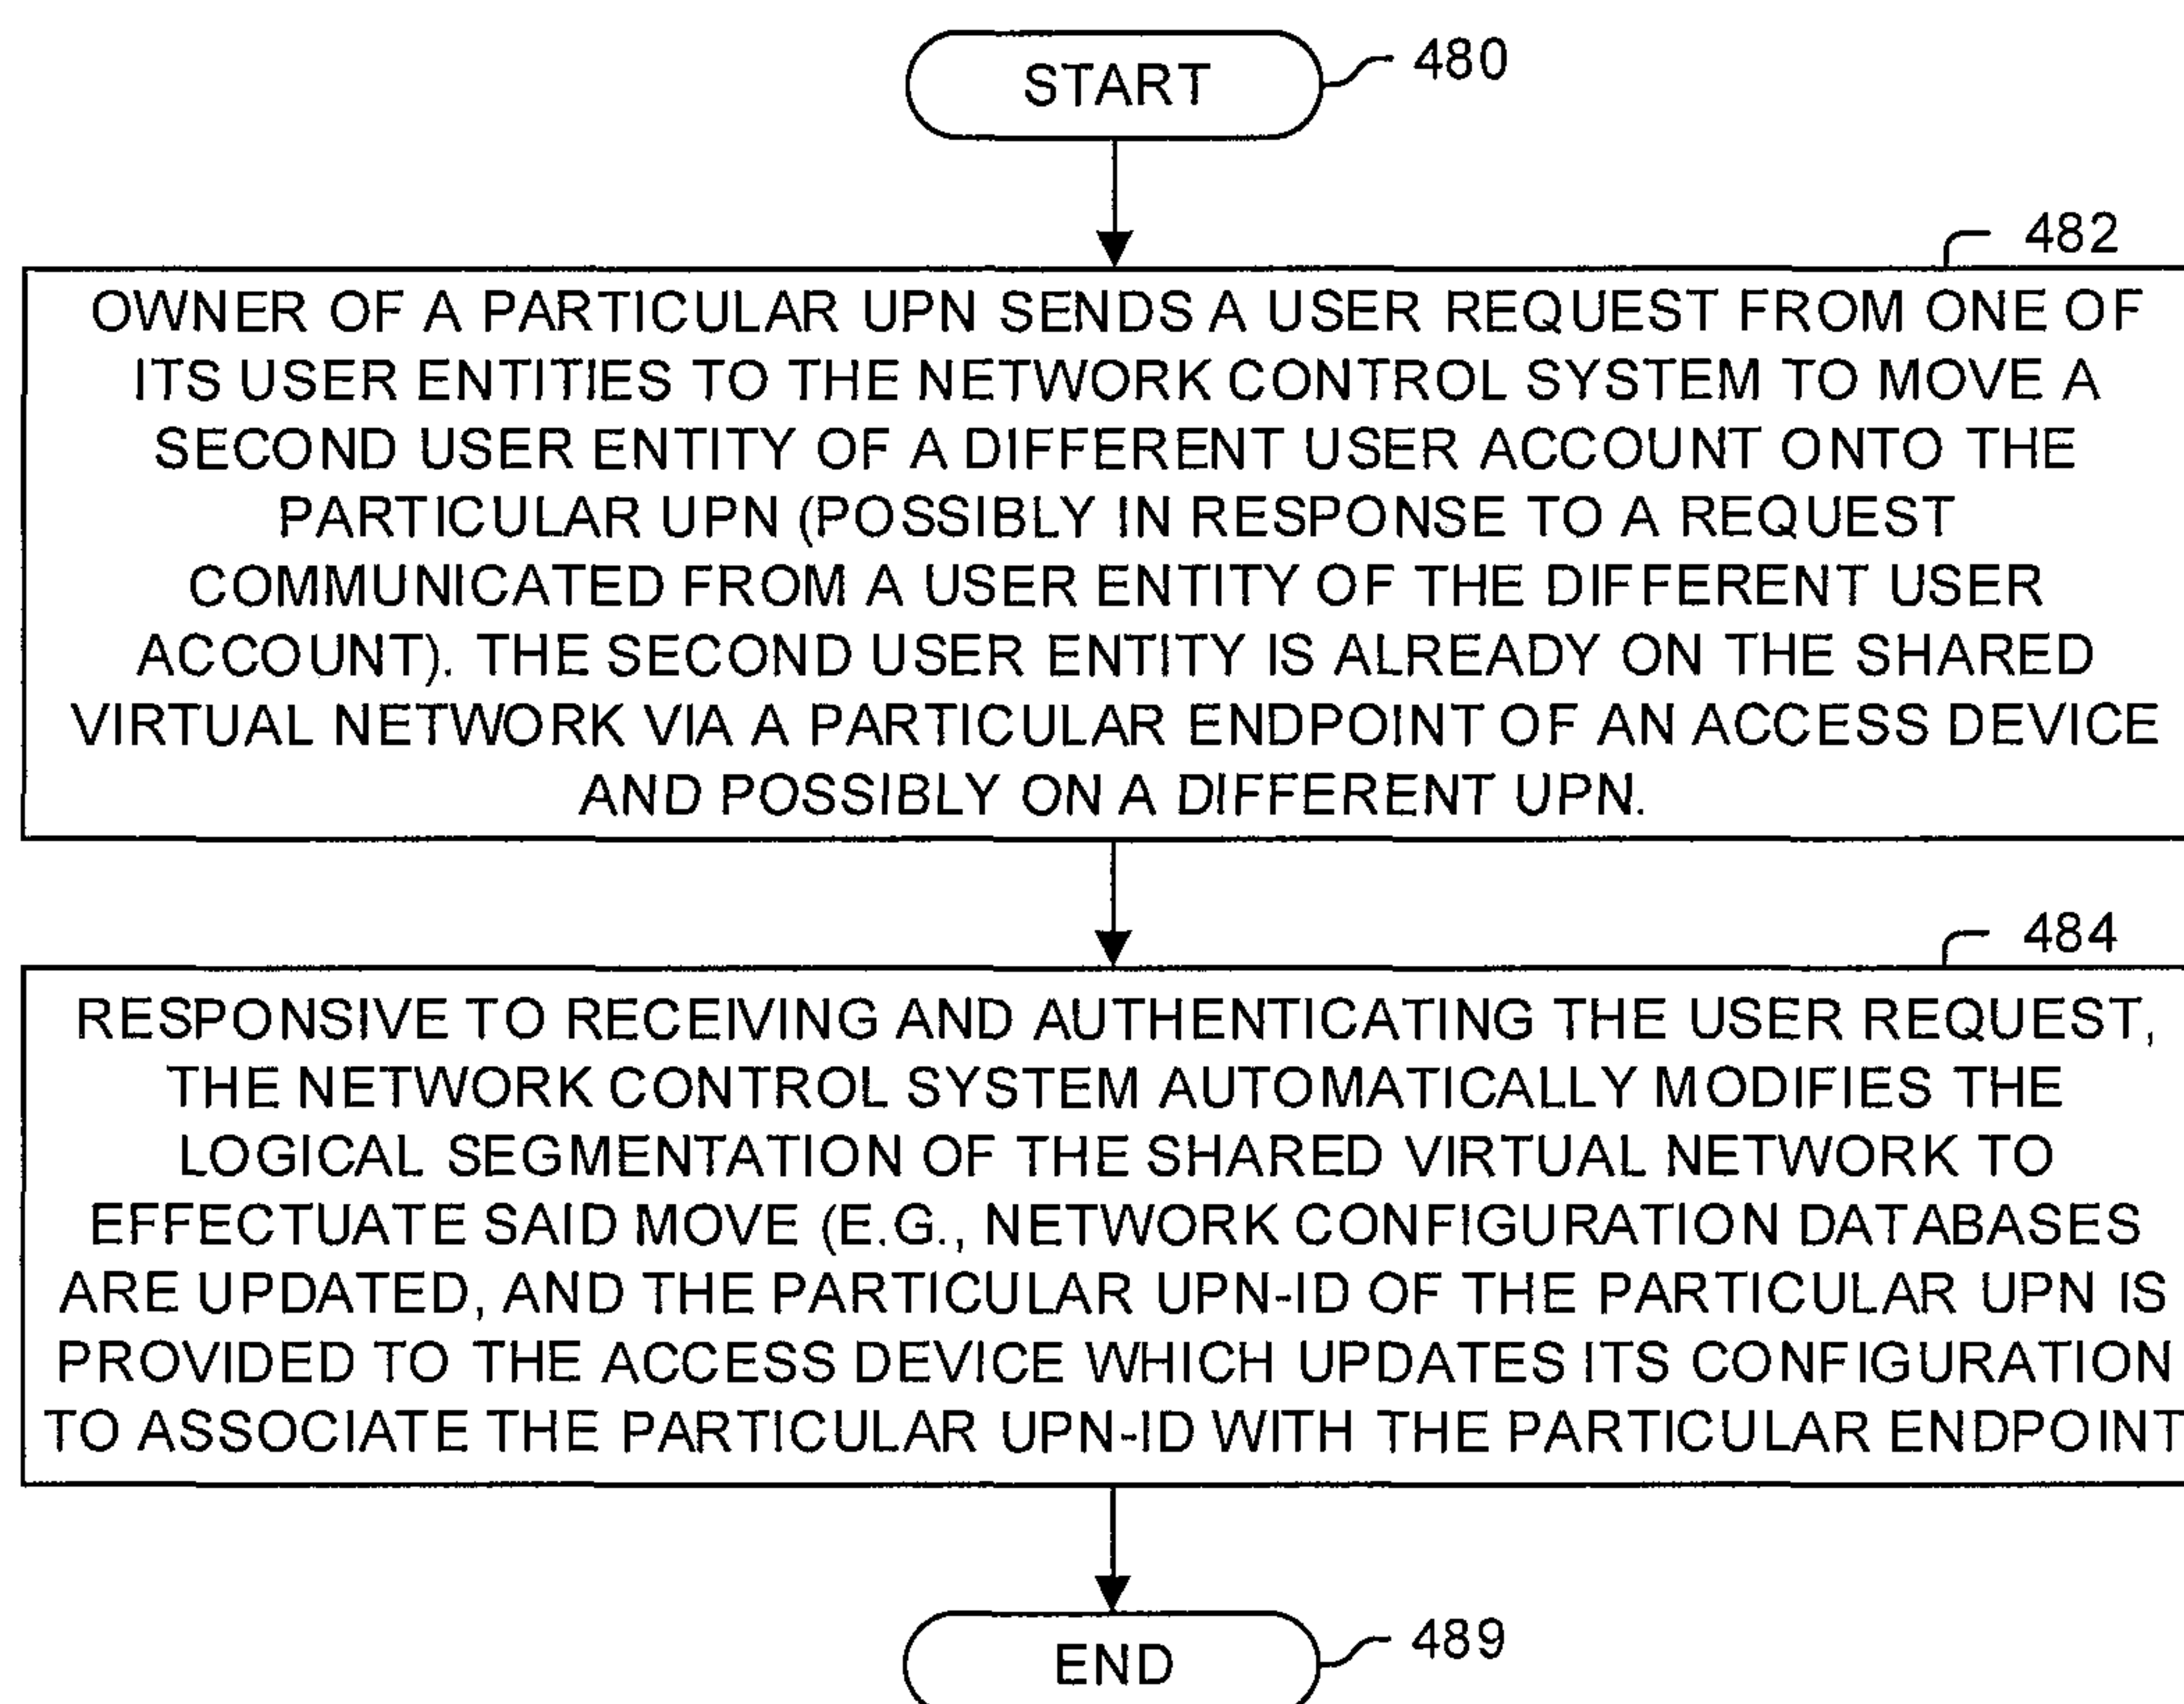 START
480
482
OWNER OF A PARTICULAR UPN SENDS A USER REQUEST FROM ONE OF
ITS USER ENTITIES TO THE NETWORK CONTROL SYSTEM TO MOVE A
SECOND USER ENTITY OF A DIFFERENT USER ACCOUNT ONTO THE
PARTICULAR UPN (POSSIBLY IN RESPONSE TO A REQUEST
COMMUNICATED FROM A USER ENTITY OF THE DIFFERENT USER
ACCOUNT). THE SECOND USER ENTITY IS ALREADY ON THE SHARED
VIRTUAL NETWORK VIA A PARTICULAR ENDPOINT OF AN ACCESS DEVICE
AND POSSIBLY ON A DIFFERENT UPN.
484
RESPONSIVE TO RECEIVING AND AUTHENTICATING THE USER REQUEST,
THE NETWORK CONTROL SYSTEM AUTOMATICALLY MODIFIES THE
LOGICAL SEGMENTATION OF THE SHARED VIRTUAL NETWORK TO
EFFECTUATE SAID MOVE (E.G., NETWORK CONFIGURATION DATABASES
ARE UPDATED, AND THE PARTICULAR UPN-ID OF THE PARTICULAR UPN IS
PROVIDED TO THE ACCESS DEVICE WHICH UPDATES ITS CONFIGURATION
TO ASSOCIATE THE PARTICULAR UPN-ID WITH THE PARTICULAR ENDPOINT
END
489